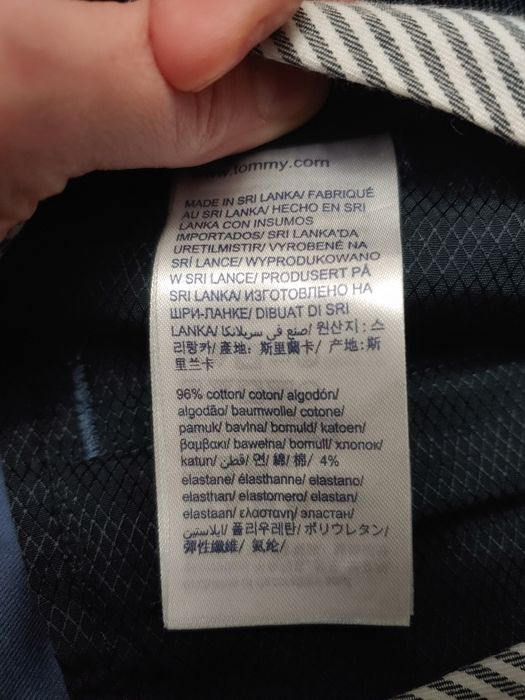 www.tommy.com
MADE IN SRI LANKA/ FABRIQUÉ
AU SRI LANKA/ HECHO EN SRI
LANKA CON INSUMOS
IMPORTADOS/ SRI LANKA'DA
ÜRETILMISTIR/ VYROBENÉ NA
SRÍ LANCE/ WYPRODUKOWANO
W SRI LANCE/ PRODUSERT PÅ
SRI LANKA/ ИЗГОТОВЛЕНО НА
ШРИ-ЛАНКЕ/ DIBUAT DI SRI
LANKA/ صنع في سريلانكا/ 원산지 : 스
리랑카/ 產地: 斯里蘭卡/ 产地:斯
里兰卡
96% cotton/ coton/ algodón/
algodão/ baumwolle/ cotone/
pamuk/ bavlna/ bomuld/ katoen/
βαμβακι/ bawełna/ bomull/ хлопок/
katun/ قطن/ 면/ 綿/ 棉/ 4%
elastane/ élasthanne/ elastano/
elasthan/ elastomero/ elastan/
elastaan/ ελαστανη/ эластан/
ايلاستين/ 폴리우레탄/ ポリウレタン/
彈性纖維/ 氨纶/